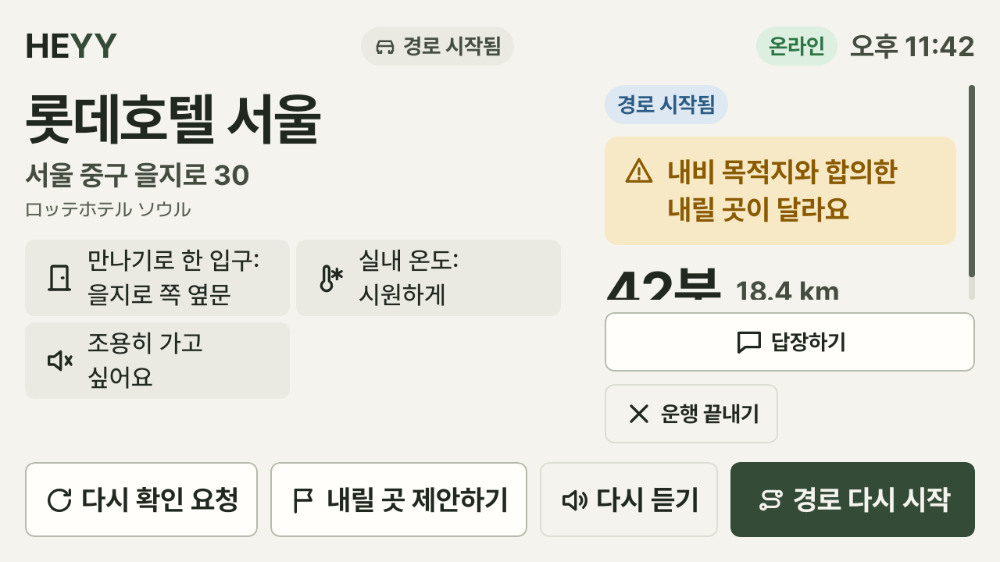 HEYY
경로 시작됨
온라인
오후 11:42
롯데호텔 서울
서울 중구 을지로 30
ロッテホテル ソウル
만나기로 한 입구:
을지로 쪽 옆문
실내 온도:
시원하게
조용히 가고
싶어요
경로 시작됨
내비 목적지와 합의한
내릴 곳이 달라요
18.4 km
답장하기
운행 끝내기
다시 확인 요청
내릴 곳 제안하기
다시 듣기
경로 다시 시작